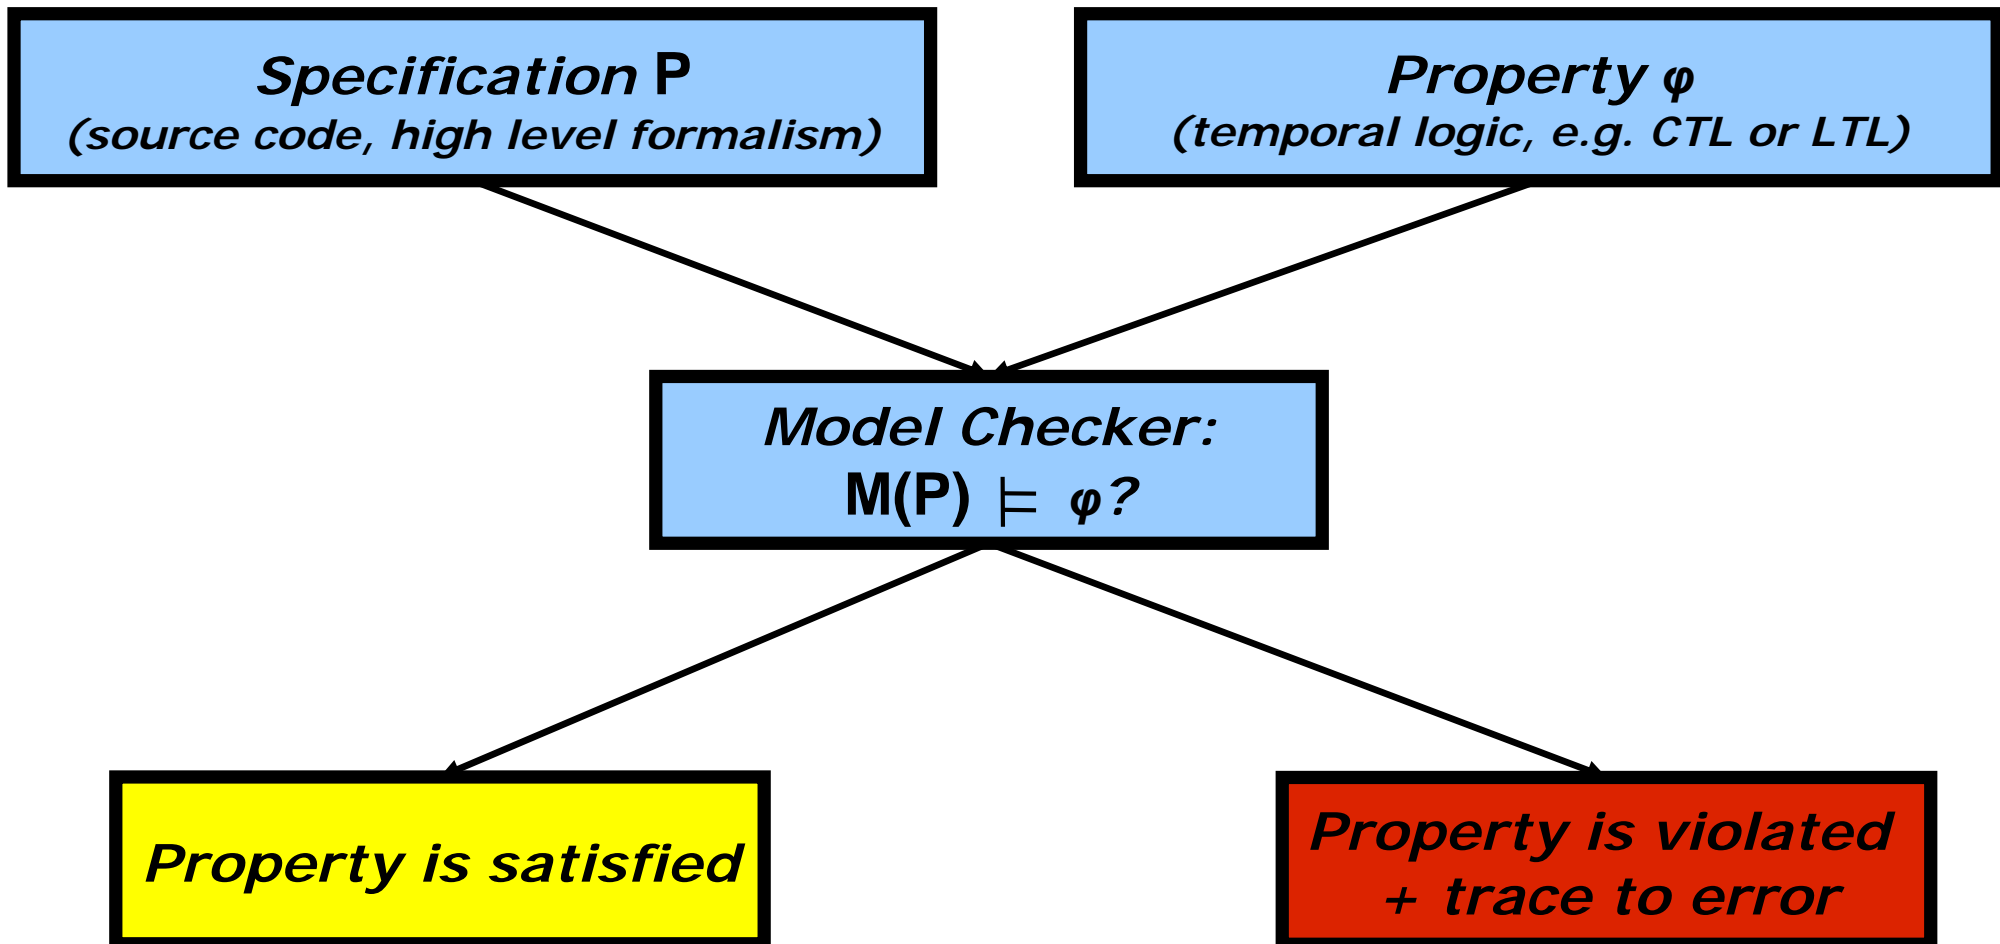 Specification P
(source code, high level formalism)
Property φ
(temporal logic, e.g. CTL or LTL)
Model Checker:
M(P) ⊨ φ?
Property is satisfied
Property is violated
+ trace to error